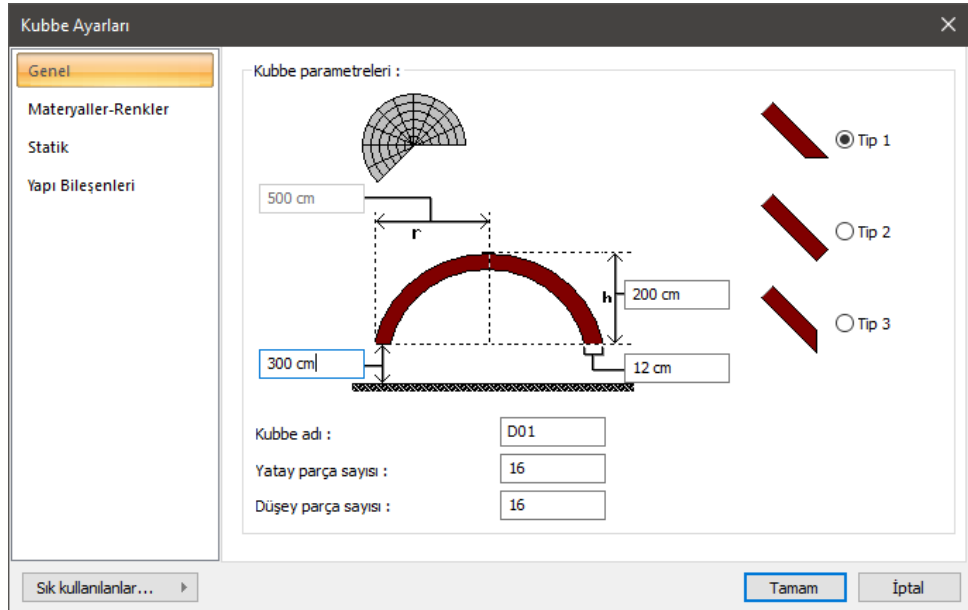 Kubbe Ayarları
Genel
Materyaller-Renkler
Statik
Yapı Bileşenleri
Kubbe parametreleri :
Tip 1
500 cm
r
Tip 2
h
200 cm
Tip 3
300 cm
12 cm
Kubbe adı :
D01
Yatay parça sayısı :
16
Düşey parça sayısı :
16
Sık kullanılanlar...
Tamam
İptal